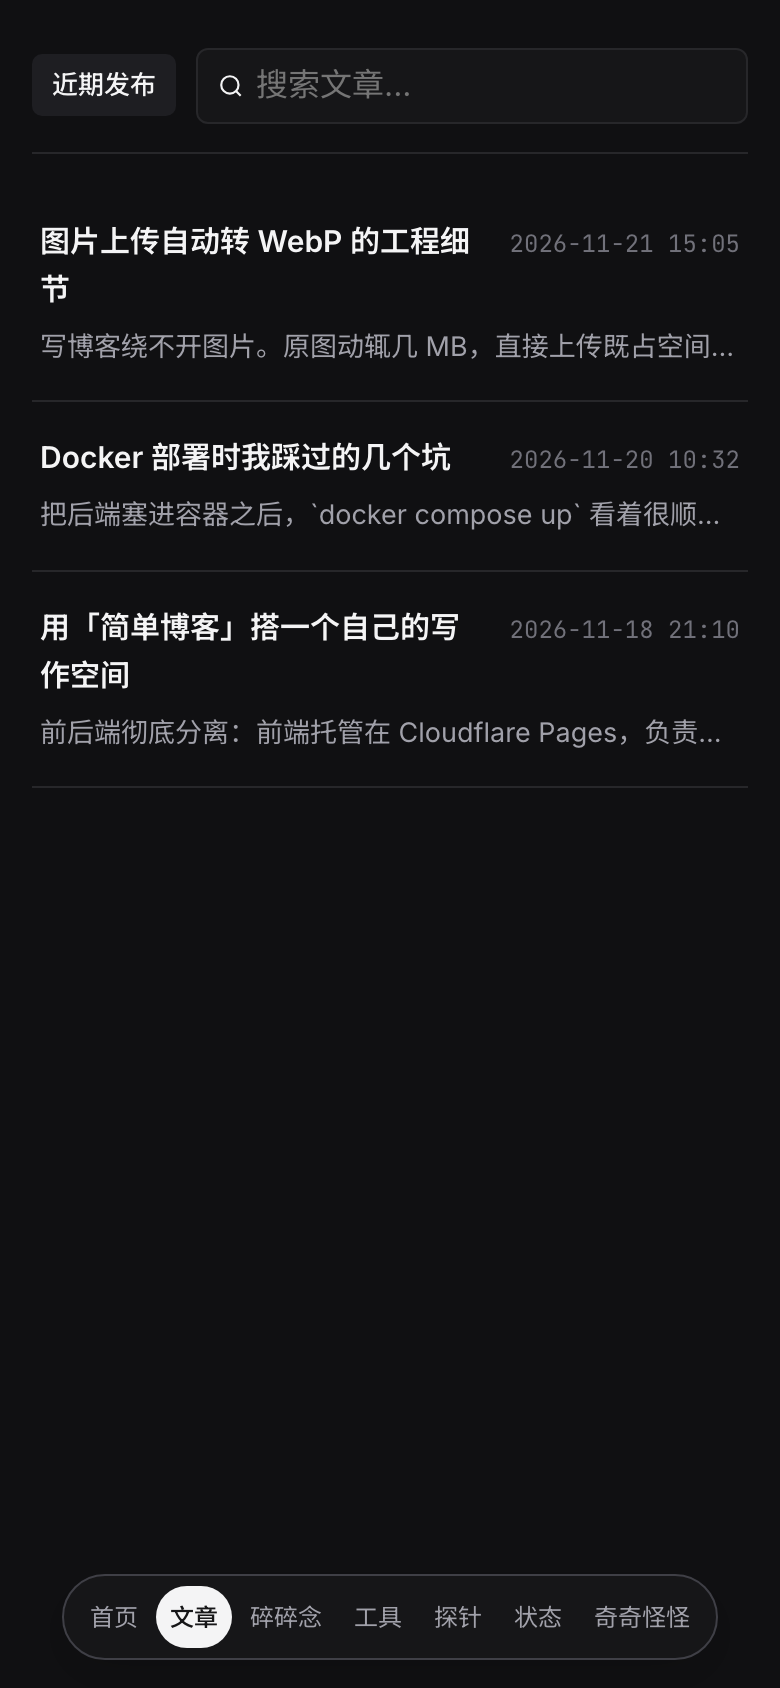 近期发布
搜索文章...
图片上传自动转 WebP 的工程细 2026-11-21 15:05
节
写博客绕不开图片。原图动辄几 MB，直接上传既占空间...
Docker 部署时我踩过的几个坑 2026-11-20 10:32
把后端塞进容器之后，`docker compose up` 看着很顺...
用「简单博客」搭一个自己的写 2026-11-18 21:10
作空间
前后端彻底分离：前端托管在 Cloudflare Pages，负责...
首页 文章 碎碎念 工具 探针 状态 奇奇怪怪